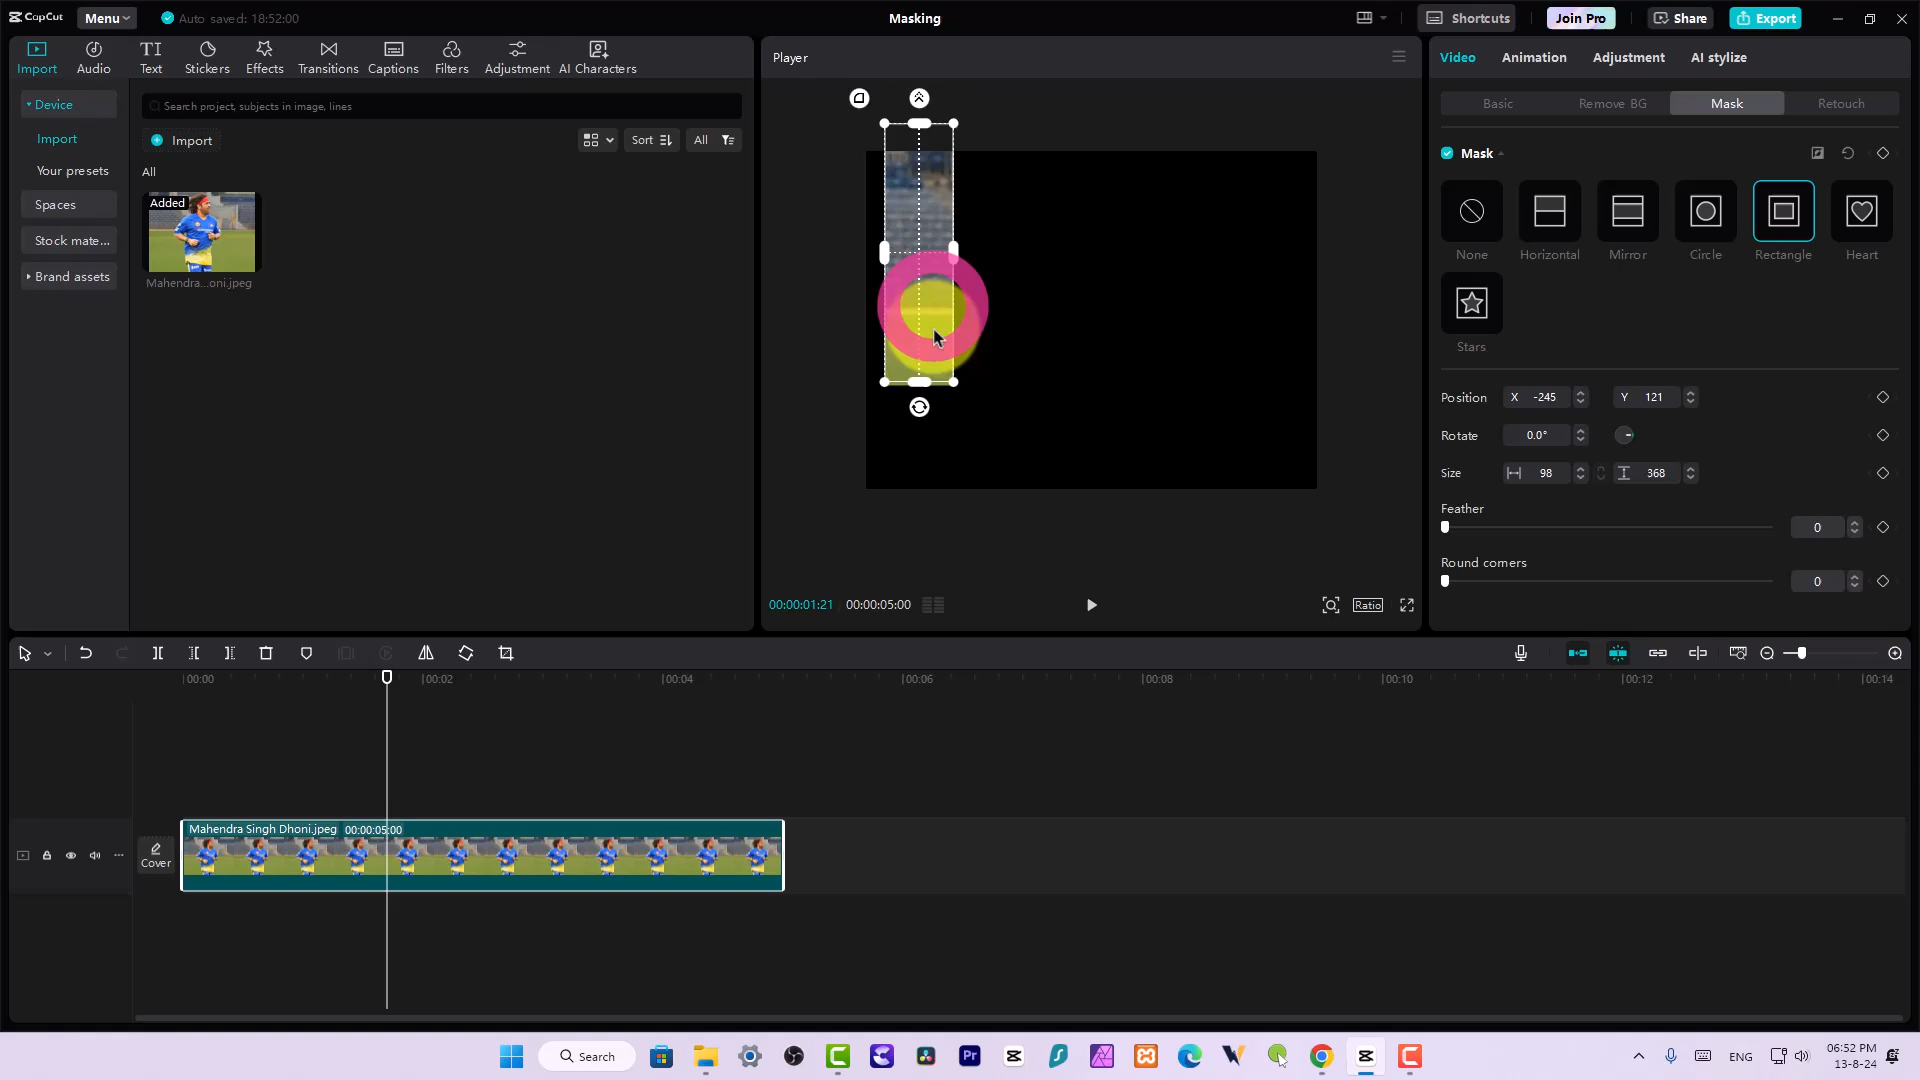 CapCut
Menu
Auto saved: 18:52:00
Masking
Shortcuts
Join Pro
Share
Export
Import
Audio
Text
Stickers
Effects
Transitions
Captions
Filters
Adjustment
AI Characters
Device
Import
Your presets
Spaces
Stock mate...
Brand assets
Search project, subjects in image, lines
Import
Sort
All
All
Added
Mahendra...oni.jpeg
Player
00:00:01:21
00:00:05:00
Ratio
Video
Animation
Adjustment
AI stylize
Basic
Remove BG
Mask
Retouch
Mask
None
Horizontal
Mirror
Circle
Rectangle
Heart
Stars
Position
X
-245
Y
121
Rotate
0.0°
Size
98
368
Feather
0
Round corners
0
00:00
00:02
00:04
00:06
00:08
00:10
00:12
00:14
Cover
Mahendra Singh Dhoni.jpeg
00:00:05:00
Search
Pr
ENG
06:52 PM
13-8-24